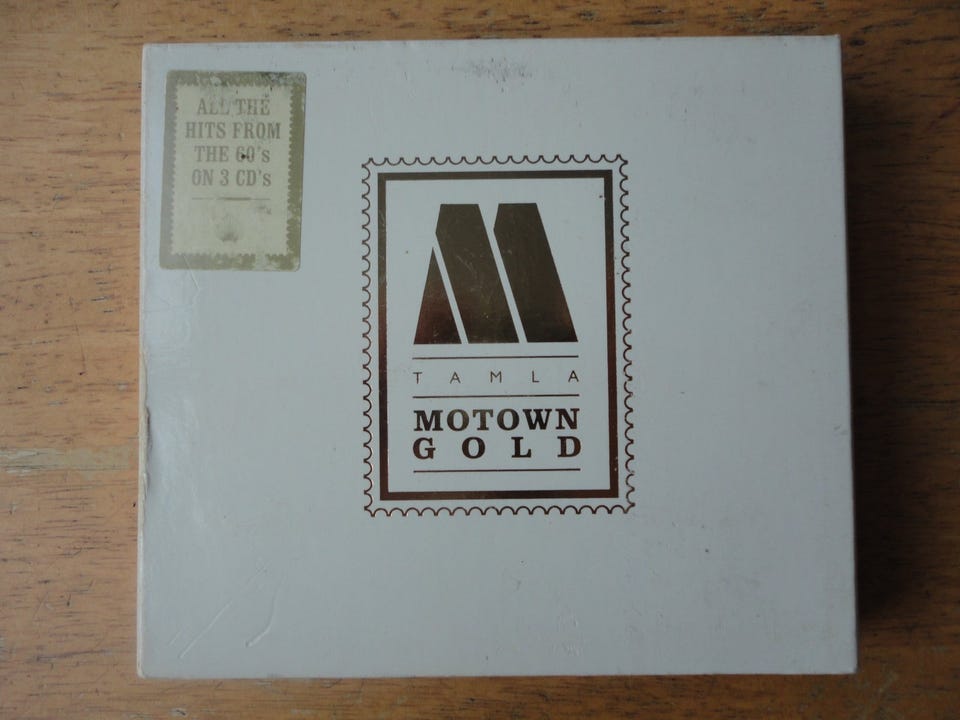 ALL THE
HITS FROM
THE 60's
ON 3 CD's
TAMLA
MOTOWN
GOLD